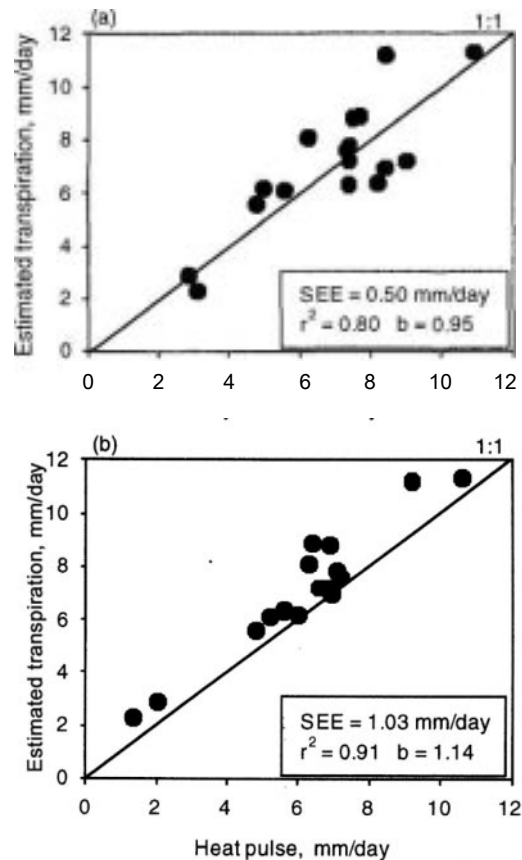 (a) 1:1
12
10
8
6
4
2
0
Estimated transpiration, mm/day
SEE = 0.50 mm/day
r² = 0.80 b = 0.95
0 2 4 6 8 10 12
(b) 1:1
12
10
8
6
4
2
0
Estimated transpiration, mm/day
SEE = 1.03 mm/day
r² = 0.91 b = 1.14
0 2 4 6 8 10 12
Heat pulse, mm/day